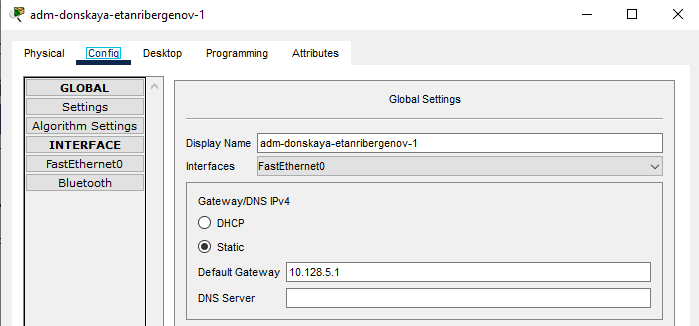 adm-donskaya-etanribergenov-1
Physical Config Desktop Programming Attributes
GLOBAL
Settings
Algorithm Settings
INTERFACE
FastEthernet0
Bluetooth
Global Settings
Display Name adm-donskaya-etanribergenov-1
Interfaces FastEthernet0
Gateway/DNS IPv4
DHCP
Static
Default Gateway 10.128.5.1
DNS Server